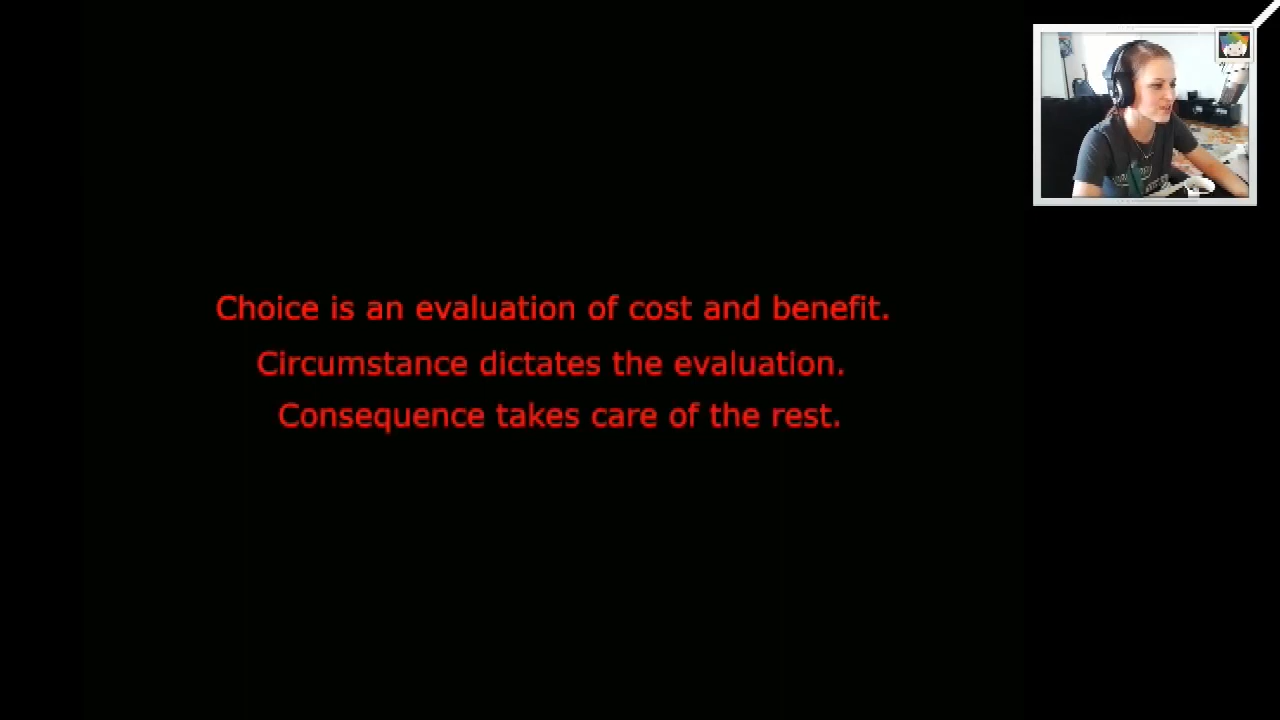 Choice is an evaluation of cost and benefit.
Circumstance dictates the evaluation.
Consequence takes care of the rest.